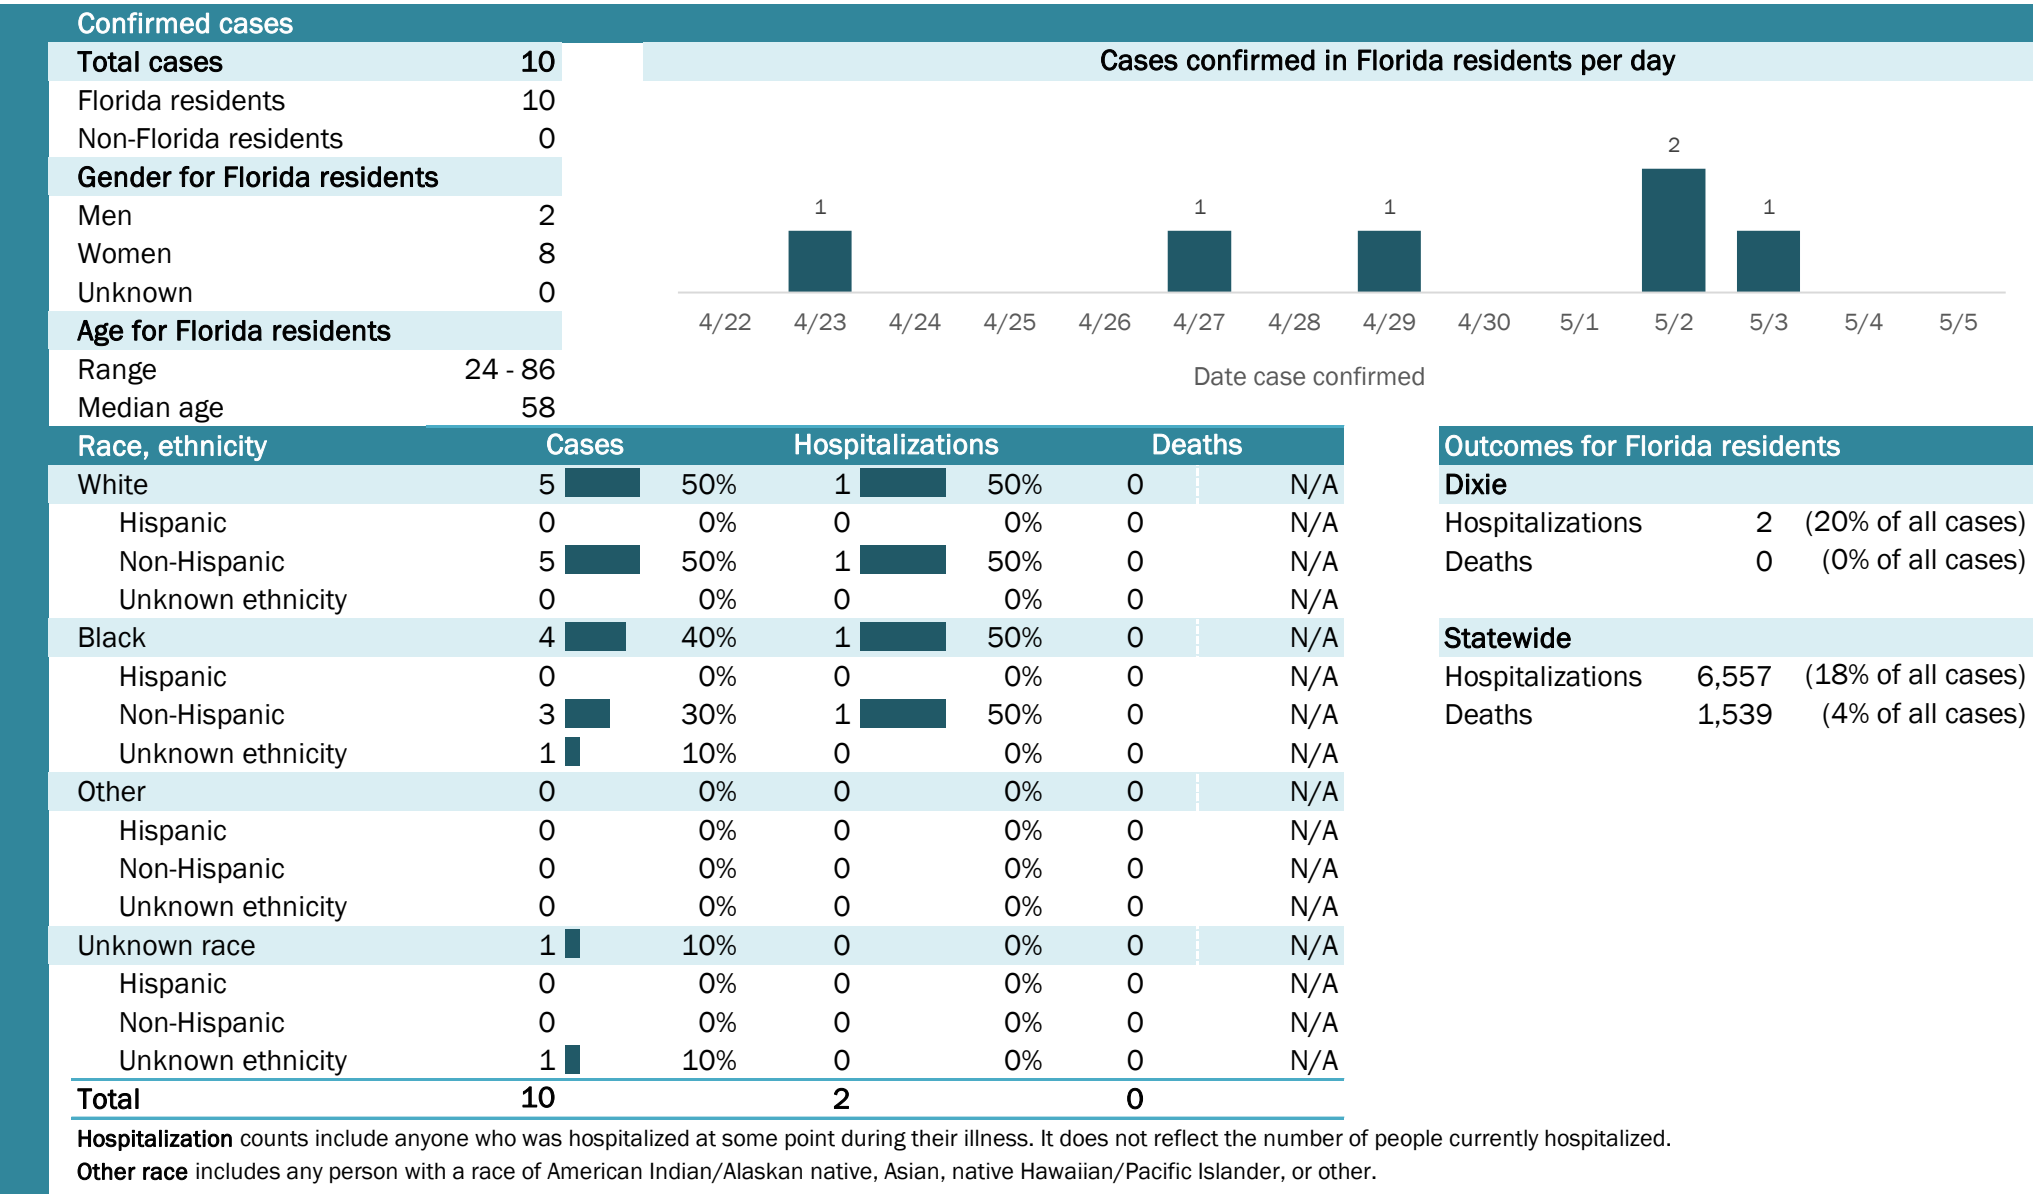 Confirmed cases
Total cases 10
Florida residents 10
Non-Florida residents 0
Gender for Florida residents
Men 2
Women 8
Unknown 0
Age for Florida residents
Range 24 - 86
Median age 58
Cases confirmed in Florida residents per day
2
1 1 1 1
4/22 4/23 4/24 4/25 4/26 4/27 4/28 4/29 4/30 5/1 5/2 5/3 5/4 5/5
Date case confirmed
Race, ethnicity Cases Hospitalizations Deaths
White 5 50% 1 50% 0 N/A
Hispanic 0 0% 0 0% 0 N/A
Non-Hispanic 5 50% 1 50% 0 N/A
Unknown ethnicity 0 0% 0 0% 0 N/A
Black 4 40% 1 50% 0 N/A
Hispanic 0 0% 0 0% 0 N/A
Non-Hispanic 3 30% 1 50% 0 N/A
Unknown ethnicity 1 10% 0 0% 0 N/A
Other 0 0% 0 0% 0 N/A
Hispanic 0 0% 0 0% 0 N/A
Non-Hispanic 0 0% 0 0% 0 N/A
Unknown ethnicity 0 0% 0 0% 0 N/A
Unknown race 1 10% 0 0% 0 N/A
Hispanic 0 0% 0 0% 0 N/A
Non-Hispanic 0 0% 0 0% 0 N/A
Unknown ethnicity 1 10% 0 0% 0 N/A
Total 10 2 0
Outcomes for Florida residents
Dixie
Hospitalizations 2 (20% of all cases)
Deaths 0 (0% of all cases)
Statewide
Hospitalizations 6,557 (18% of all cases)
Deaths 1,539 (4% of all cases)
Hospitalization counts include anyone who was hospitalized at some point during their illness. It does not reflect the number of people currently hospitalized.
Other race includes any person with a race of American Indian/Alaskan native, Asian, native Hawaiian/Pacific Islander, or other.